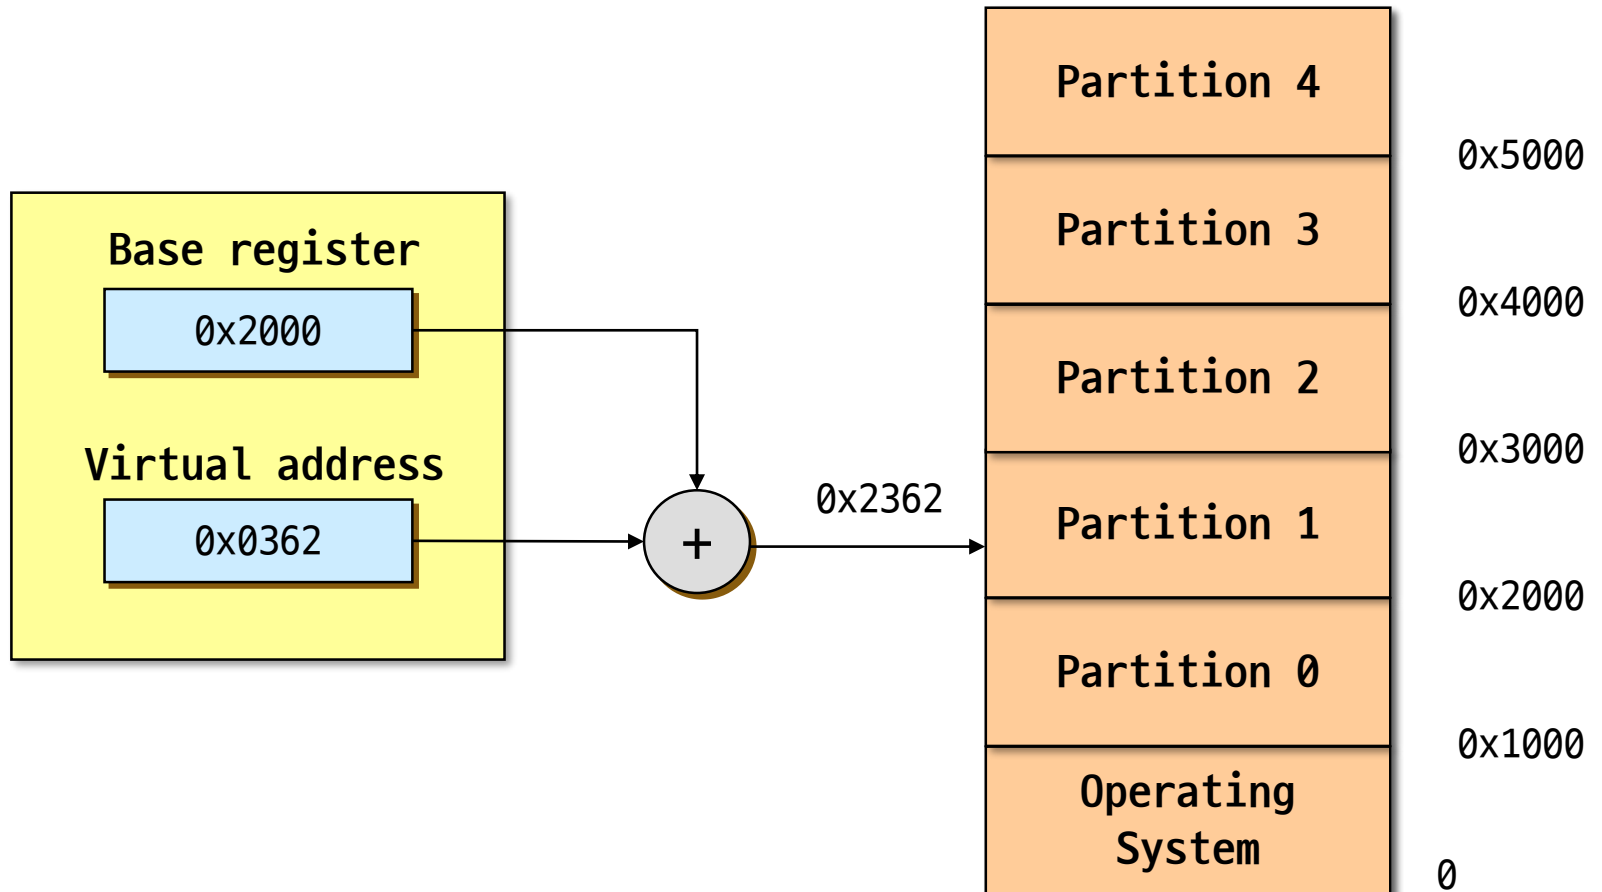 Base register
0x2000
Virtual address
0x0362
+
0x2362
Partition 4
0x5000
Partition 3
0x4000
Partition 2
0x3000
Partition 1
0x2000
Partition 0
0x1000
Operating
System
0